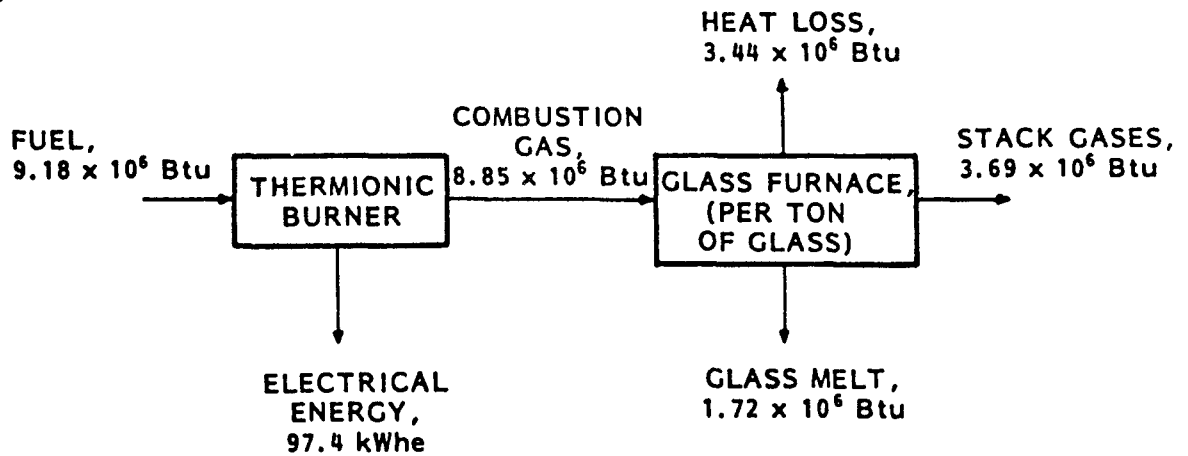 HEAT LOSS,
3.44 x 10⁶ Btu
FUEL,
9.18 x 10⁶ Btu
THERMIONIC
BURNER
COMBUSTION
GAS,
8.85 x 10⁶ Btu
GLASS FURNACE,
(PER TON
OF GLASS)
STACK GASES,
3.69 x 10⁶ Btu
ELECTRICAL
ENERGY,
97.4 kWhe
GLASS MELT,
1.72 x 10⁶ Btu